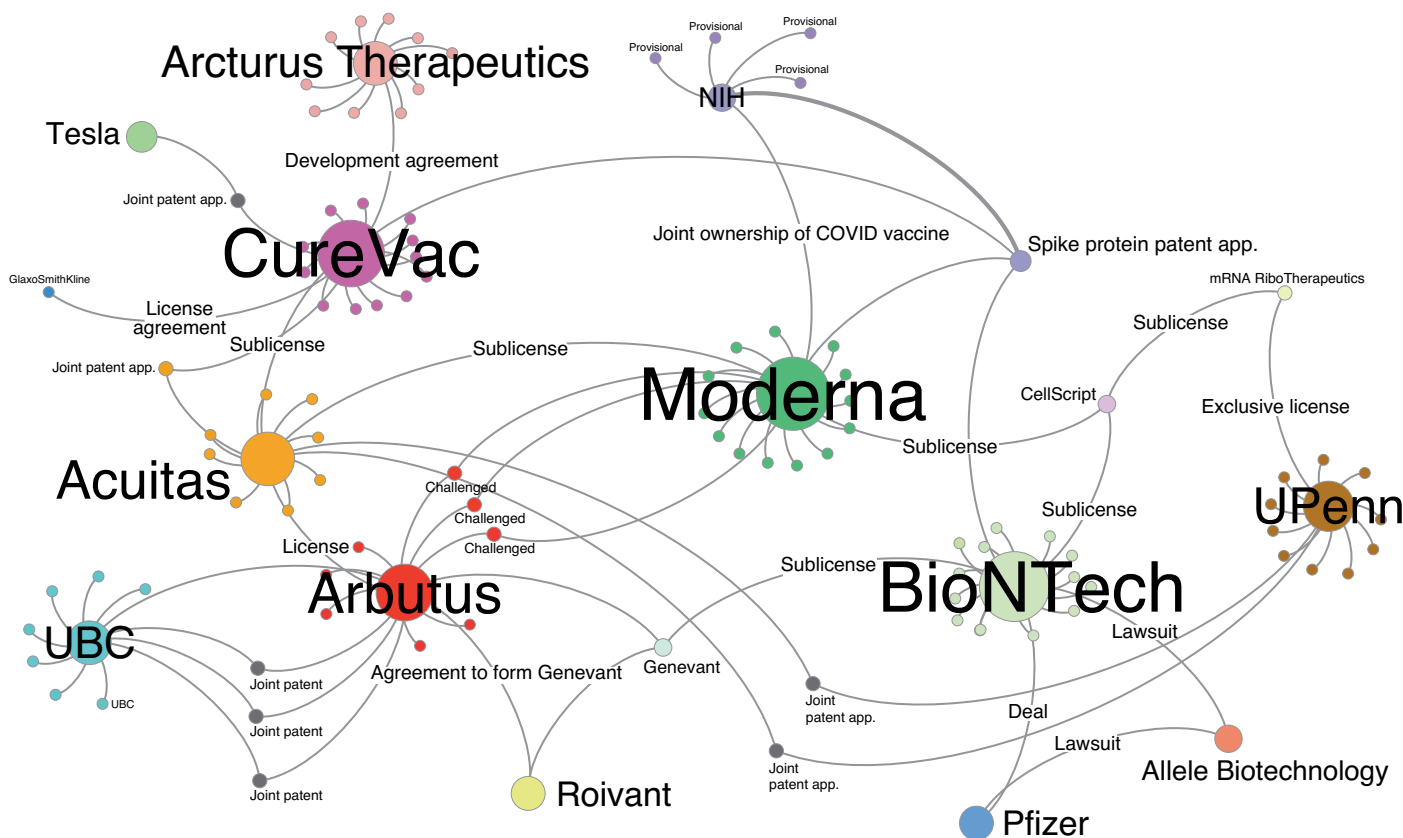 Provisional
Provisional
Provisional
Arcturus Therapeutics
NIH
Tesla
Development agreement
Joint patent app.
Joint ownership of COVID vaccine
Spike protein patent app.
CureVac
GlaxoSmithKline
mRNA RiboTherapeutics
License
agreement
Sublicense
Sublicense
Sublicense
Joint patent app.
Moderna
CellScript
Exclusive license
Sublicense
Acuitas
Challenged
Sublicense
UPenn
Challenged
License
Challenged
Sublicense
BioNTech
Arbutus
Lawsuit
UBC
Agreement to form Genevant
Genevant
Joint patent
UBC
Joint
patent app.
Deal
Joint patent
Lawsuit
Joint
patent app.
Allele Biotechnology
Joint patent
Roivant
Pfizer